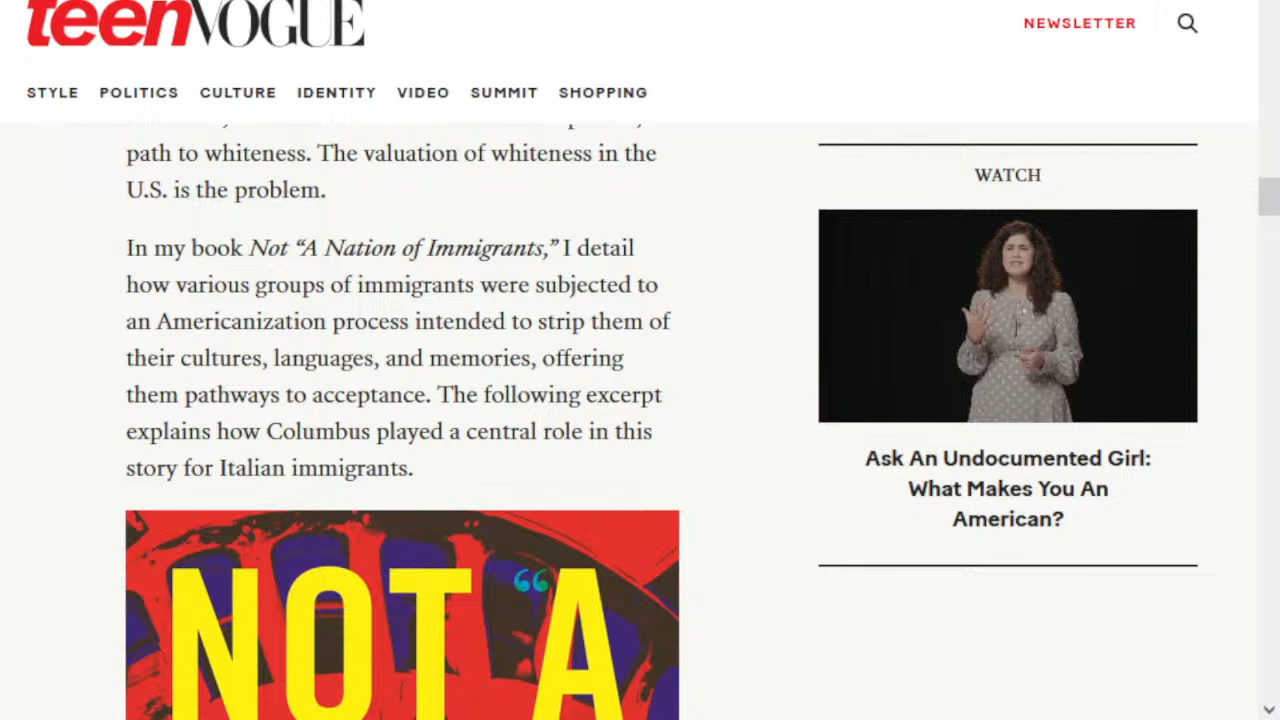 teenVOGUE
NEWSLETTER
STYLE POLITICS CULTURE IDENTITY VIDEO SUMMIT SHOPPING
path to whiteness. The valuation of whiteness in the
U.S. is the problem.
In my book Not “A Nation of Immigrants,” I detail
how various groups of immigrants were subjected to
an Americanization process intended to strip them of
their cultures, languages, and memories, offering
them pathways to acceptance. The following excerpt
explains how Columbus played a central role in this
story for Italian immigrants.
NOT “A
WATCH
Ask An Undocumented Girl:
What Makes You An
American?